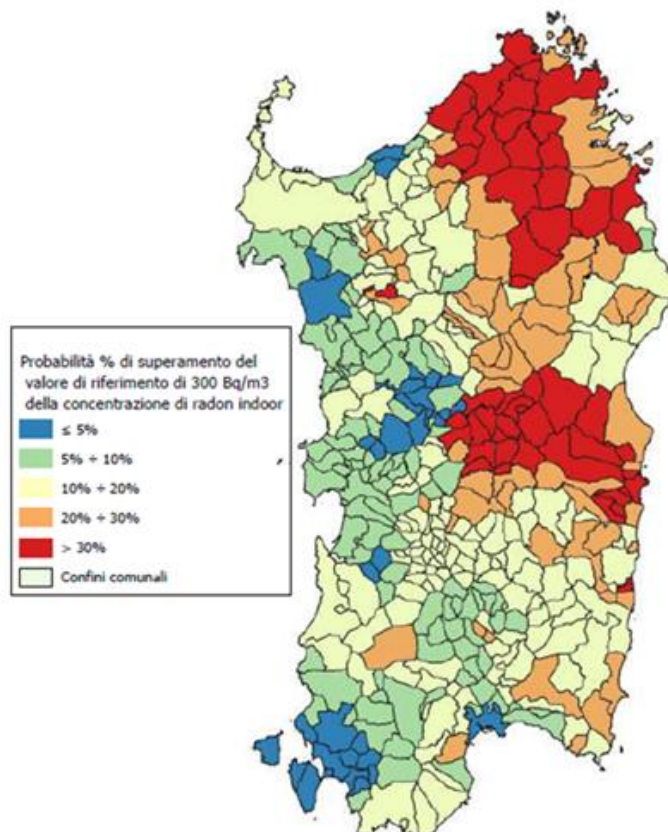 Probabilità % di superamento del
valore di riferimento di 300 Bq/m3
della concentrazione di radon indoor
≤ 5%
5% ÷ 10%
10% ÷ 20%
20% ÷ 30%
> 30%
Confini comunali